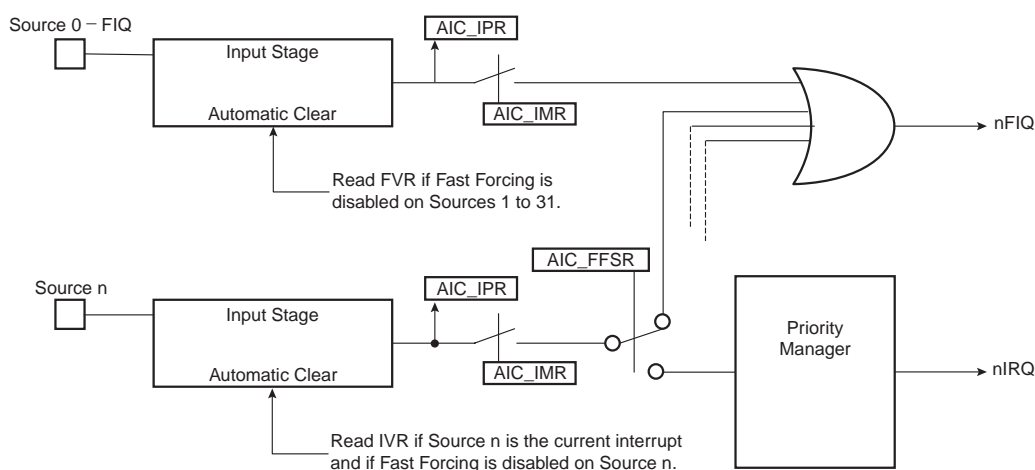 Source 0 – FIQ
Input Stage
Automatic Clear
AIC_IPR
AIC_IMR
nFIQ
Read FVR if Fast Forcing is
disabled on Sources 1 to 31.
AIC_FFSR
Source n
Input Stage
Automatic Clear
AIC_IPR
AIC_IMR
Priority
Manager
nIRQ
Read IVR if Source n is the current interrupt
and if Fast Forcing is disabled on Source n.